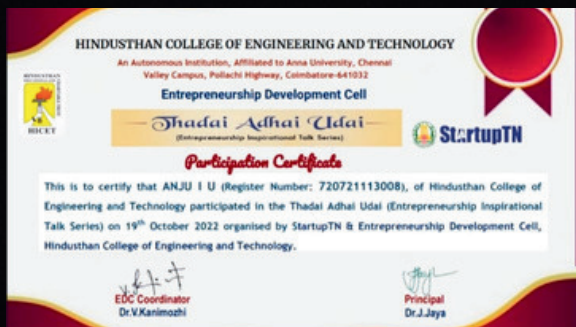 HINDUSTHAN COLLEGE OF ENGINEERING AND TECHNOLOGY
An Autonomous Institution, Affiliated to Anna University, Chennai
Valley Campus, Pollachi Highway, Coimbatore-641032
Entrepreneurship Development Cell
HICET
Thadai Adhai Udai
(Entrepreneurship Inspirational Talk Series)
StartupTN
Participation Certificate
This is to certify that ANJU I U (Register Number: 720721113008), of Hindusthan College of
Engineering and Technology participated in the Thadai Adhai Udai (Entrepreneurship Inspirational
Talk Series) on 19th October 2022 organised by StartupTN & Entrepreneurship Development Cell,
Hindusthan College of Engineering and Technology.
EDC Coordinator
Dr.V.Kanimozhi
Principal
Dr.J.Jaya